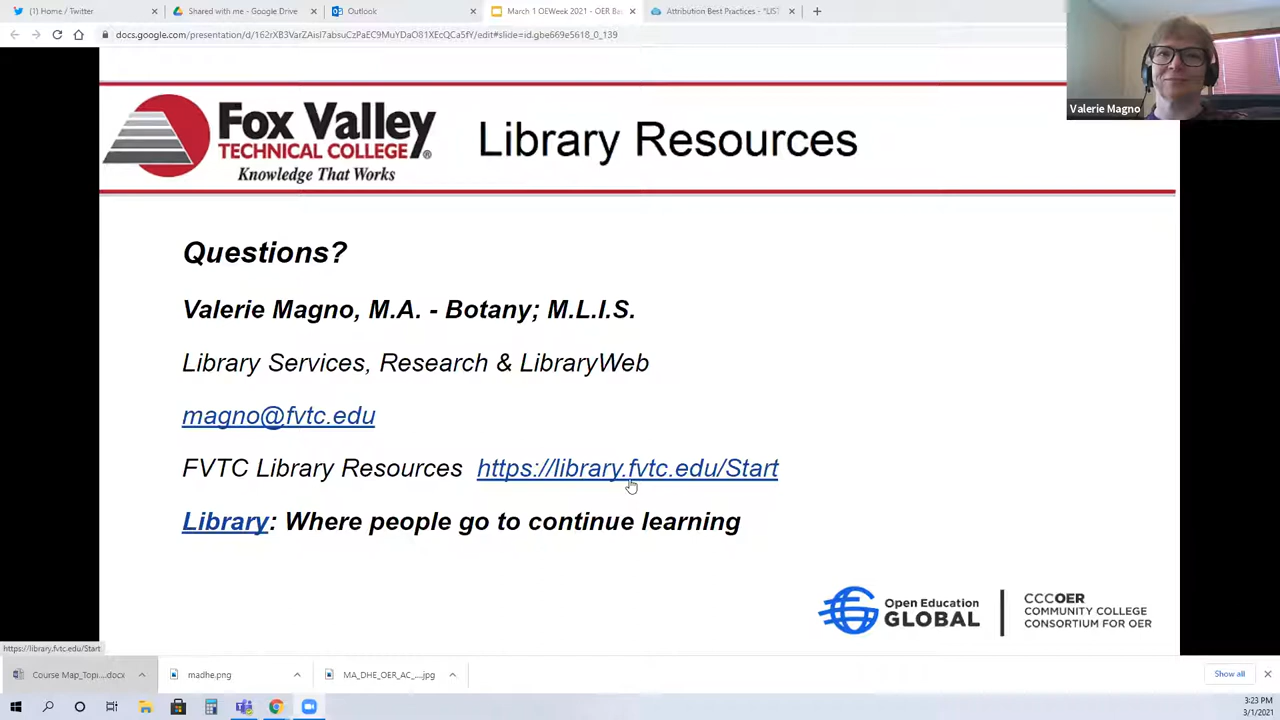 (1) Home / Twitter
Shared with me - Google Drive
Outlook
March 1 OEWeek 2021 - OER Ba
Attribution Best Practices - "LIST
docs.google.com/presentation/d/162rXB3VarZAisI7absuCzPaEC9MuYDaO81XEcQCa5fY/edit#slide=id.gbe669e5618_0_139
Valerie Magno
Fox Valley
TECHNICAL COLLEGE®
Knowledge That Works
Library Resources
Questions?
Valerie Magno, M.A. - Botany; M.L.I.S.
Library Services, Research & LibraryWeb
magno@fvtc.edu
FVTC Library Resources https://library.fvtc.edu/Start
Library: Where people go to continue learning
Open Education
GLOBAL
CCCOER
COMMUNITY COLLEGE
CONSORTIUM FOR OER
https://library.fvtc.edu/Start
Course Map_Topi....docx
madhe.png
MA_DHE_OER_AC_....jpg
Show all
3:23 PM
3/1/2021